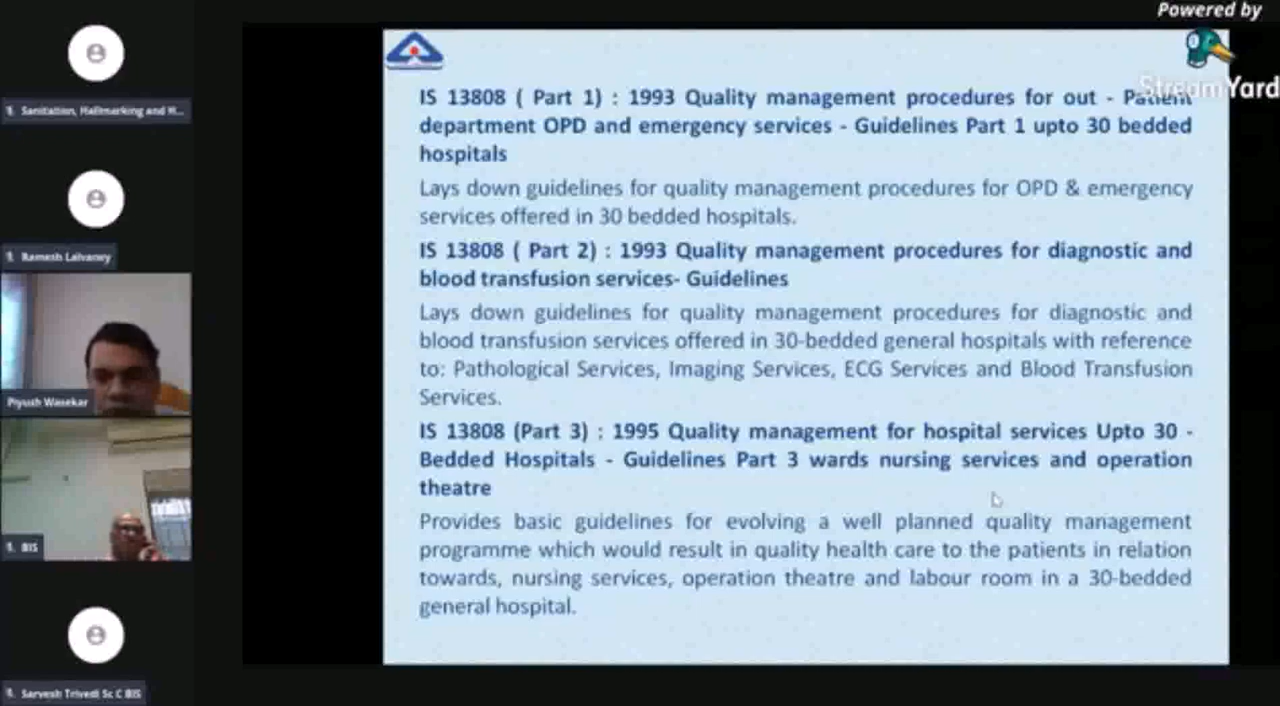 Powered by
StreamYard
Sanitation, Hallmarking and H...
Ramesh Lalvaney
Piyush Wasekar
BIS
Sarvesh Trivedi Sc C BIS
IS 13808 ( Part 1) : 1993 Quality management procedures for out - Patient
department OPD and emergency services - Guidelines Part 1 upto 30 bedded
hospitals
Lays down guidelines for quality management procedures for OPD & emergency
services offered in 30 bedded hospitals.
IS 13808 ( Part 2) : 1993 Quality management procedures for diagnostic and
blood transfusion services- Guidelines
Lays down guidelines for quality management procedures for diagnostic and
blood transfusion services offered in 30-bedded general hospitals with reference
to: Pathological Services, Imaging Services, ECG Services and Blood Transfusion
Services.
IS 13808 (Part 3) : 1995 Quality management for hospital services Upto 30 -
Bedded Hospitals - Guidelines Part 3 wards nursing services and operation
theatre
Provides basic guidelines for evolving a well planned quality management
programme which would result in quality health care to the patients in relation
towards, nursing services, operation theatre and labour room in a 30-bedded
general hospital.